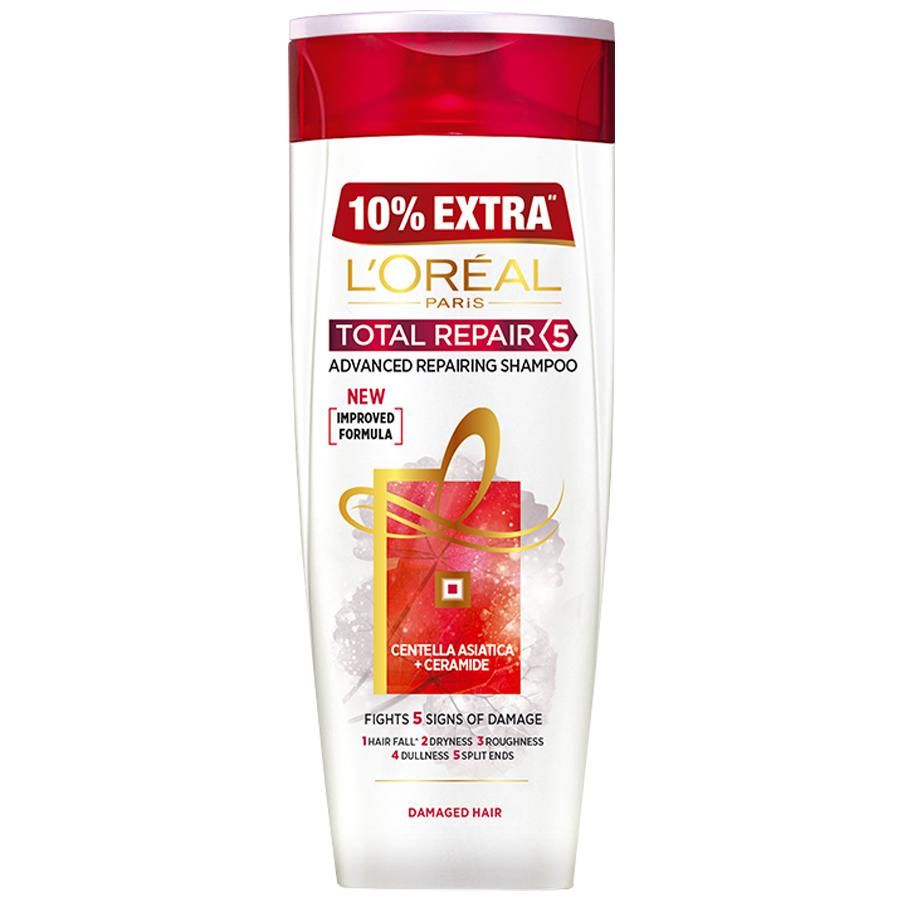 10% EXTRA"
L'ORÉAL
PARiS
TOTAL REPAIR 5
ADVANCED REPAIRING SHAMPOO
NEW
[IMPROVED
FORMULA]
CENTELLA ASIATICA
+ CERAMIDE
FIGHTS 5 SIGNS OF DAMAGE
1 HAIR FALL* 2 DRYNESS 3 ROUGHNESS
4 DULLNESS 5 SPLIT ENDS
DAMAGED HAIR